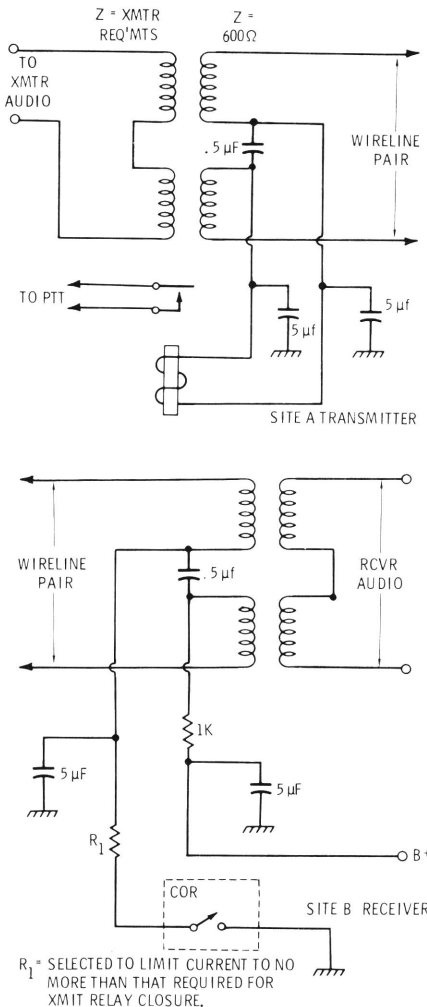 Z = XMTR
REQ'MTS
Z =
600Ω
TO
XMTR
AUDIO
.5 µF
WIRELINE
PAIR
TO PTT
5 µf
5 µf
SITE A TRANSMITTER
WIRELINE
PAIR
.5 µf
RCVR
AUDIO
1K
5 µF
5 µF
R1
B+
COR
SITE B RECEIVER
R1 = SELECTED TO LIMIT CURRENT TO NO
MORE THAN THAT REQUIRED FOR
XMIT RELAY CLOSURE.